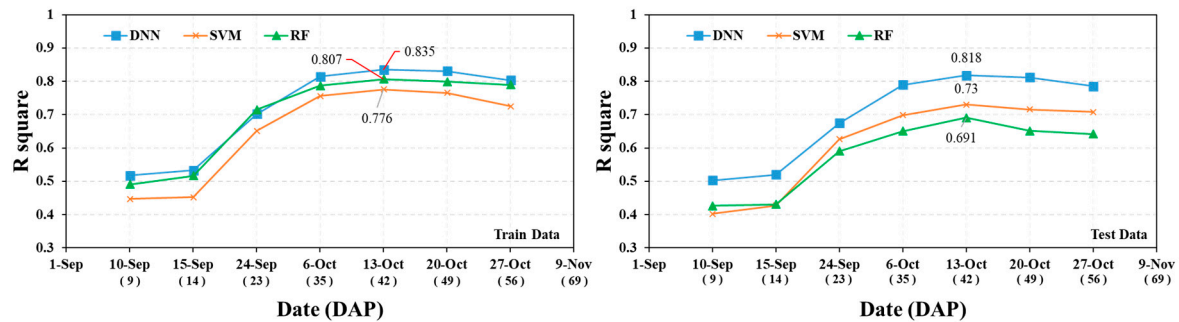 DNN SVM RF
R square
1
0.9
0.8
0.7
0.6
0.5
0.4
0.3
0.807
0.835
0.776
Train Data
1-Sep 10-Sep 15-Sep 24-Sep 6-Oct 13-Oct 20-Oct 27-Oct 9-Nov
( 9 ) ( 14 ) ( 23 ) ( 35 ) ( 42 ) ( 49 ) ( 56 ) ( 69 )
Date (DAP)
DNN SVM RF
R square
1
0.9
0.8
0.7
0.6
0.5
0.4
0.3
0.818
0.73
0.691
Test Data
1-Sep 10-Sep 15-Sep 24-Sep 6-Oct 13-Oct 20-Oct 27-Oct 9-Nov
( 9 ) ( 14 ) ( 23 ) ( 35 ) ( 42 ) ( 49 ) ( 56 ) ( 69 )
Date (DAP)